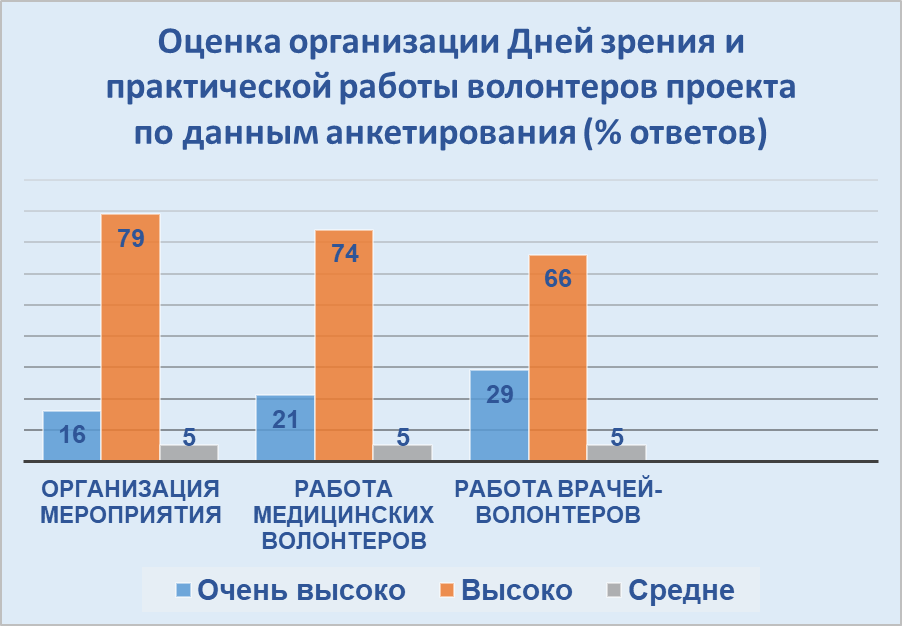 Оценка организации Дней зрения и
практической работы волонтеров проекта
по данным анкетирования (% ответов)
79
74
66
29
21
16
5
5
5
ОРГАНИЗАЦИЯ
МЕРОПРИЯТИЯ
РАБОТА
МЕДИЦИНСКИХ
ВОЛОНТЕРОВ
РАБОТА ВРАЧЕЙ-
ВОЛОНТЕРОВ
Очень высоко
Высоко
Средне